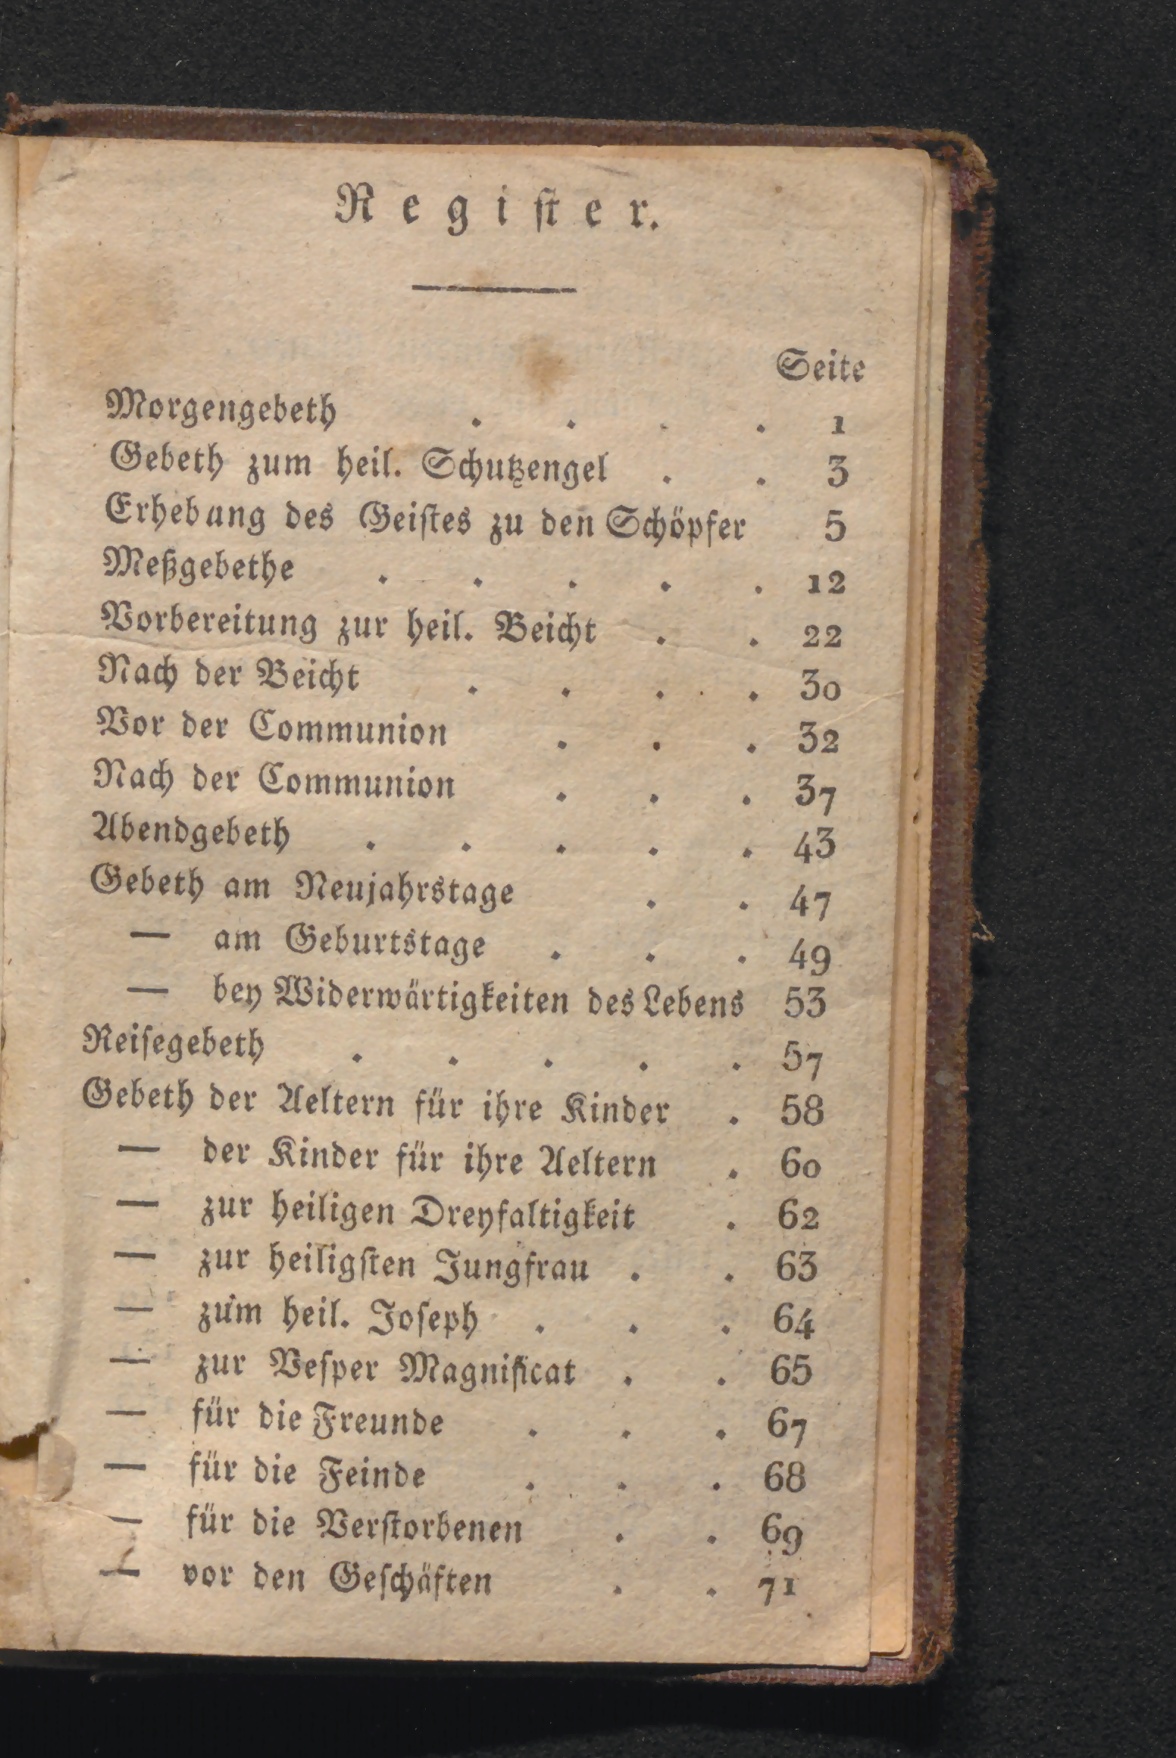 Regiſter.
Seite
Morgengebeth . . . . 1
Gebeth zum heil. Schutzengel . . 3
Erhebung des Geiſtes zu den Schöpfer 5
Meßgebethe . . . . . 12
Vorbereitung zur heil. Beicht . . 22
Nach der Beicht . . . . 30
Vor der Communion . . . 32
Nach der Communion . . . 37
Abendgebeth . . . . . 43
Gebeth am Neujahrstage . . 47
— am Geburtstage . . . 49
— bey Widerwärtigkeiten des Lebens 53
Reiſegebeth . . . . . 57
Gebeth der Aeltern für ihre Kinder . 58
— der Kinder für ihre Aeltern . 60
— zur heiligen Dreyfaltigkeit . 62
— zur heiligſten Jungfrau . . 63
— zum heil. Joſeph . . . 64
— zur Veſper Magnificat . . 65
— für die Freunde . . . 67
— für die Feinde . . . 68
— für die Verſtorbenen . . 69
— vor den Geſchäften . . 71